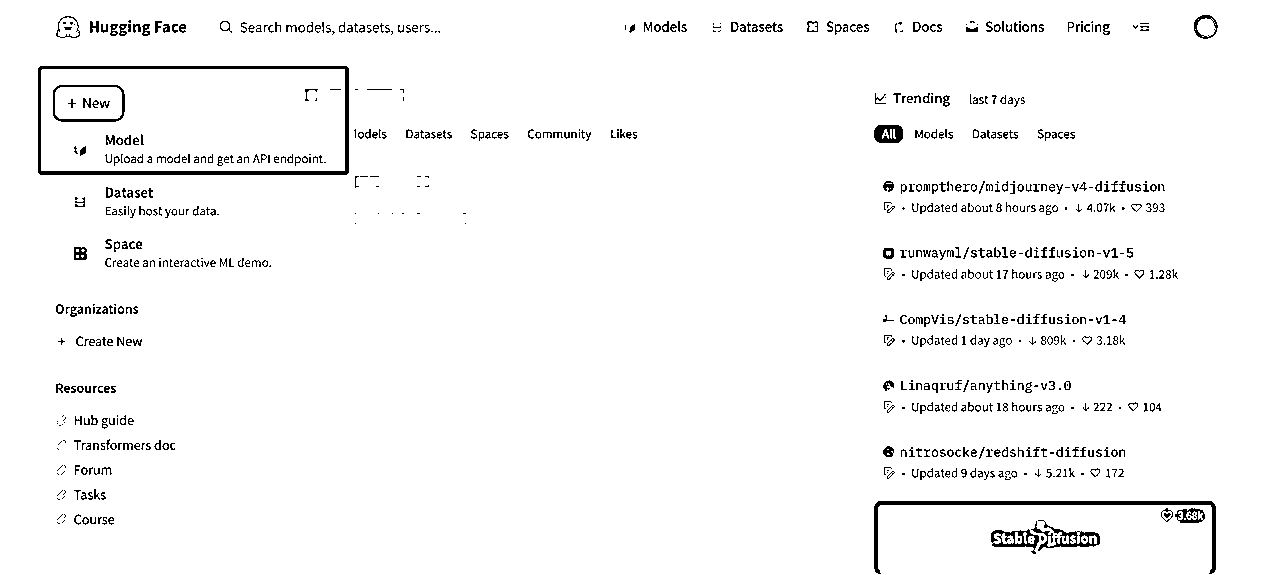 Hugging Face
Search models, datasets, users...
Models
Datasets
Spaces
Docs
Solutions
Pricing
+ New
Model
Upload a model and get an API endpoint.
Dataset
Easily host your data.
Space
Create an interactive ML demo.
Organizations
+ Create New
Resources
Hub guide
Transformers doc
Forum
Tasks
Course
Datasets
Spaces
Community
Likes
Trending last 7 days
All Models Datasets Spaces
prompthero/midjourney-v4-diffusion
• Updated about 8 hours ago • ↓ 4.07k • ♡ 393
runwayml/stable-diffusion-v1-5
• Updated about 17 hours ago • ↓ 209k • ♡ 1.28k
CompVis/stable-diffusion-v1-4
• Updated 1 day ago • ↓ 809k • ♡ 3.18k
Linaqruf/anything-v3.0
• Updated about 18 hours ago • ↓ 222 • ♡ 104
nitrosocke/redshift-diffusion
• Updated 9 days ago • ↓ 5.21k • ♡ 172
3.68k
Stable Diffusion